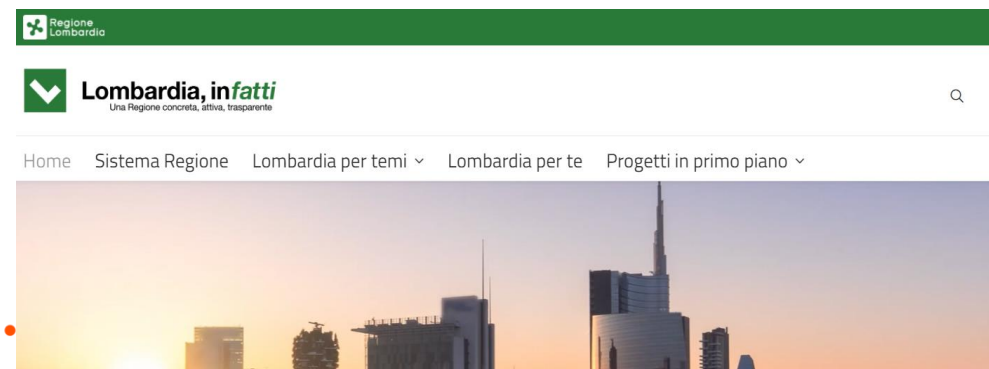 Regione
Lombardia
Lombardia, infatti
Una Regione concreta, attiva, trasparente
Home Sistema Regione Lombardia per temi Lombardia per te Progetti in primo piano